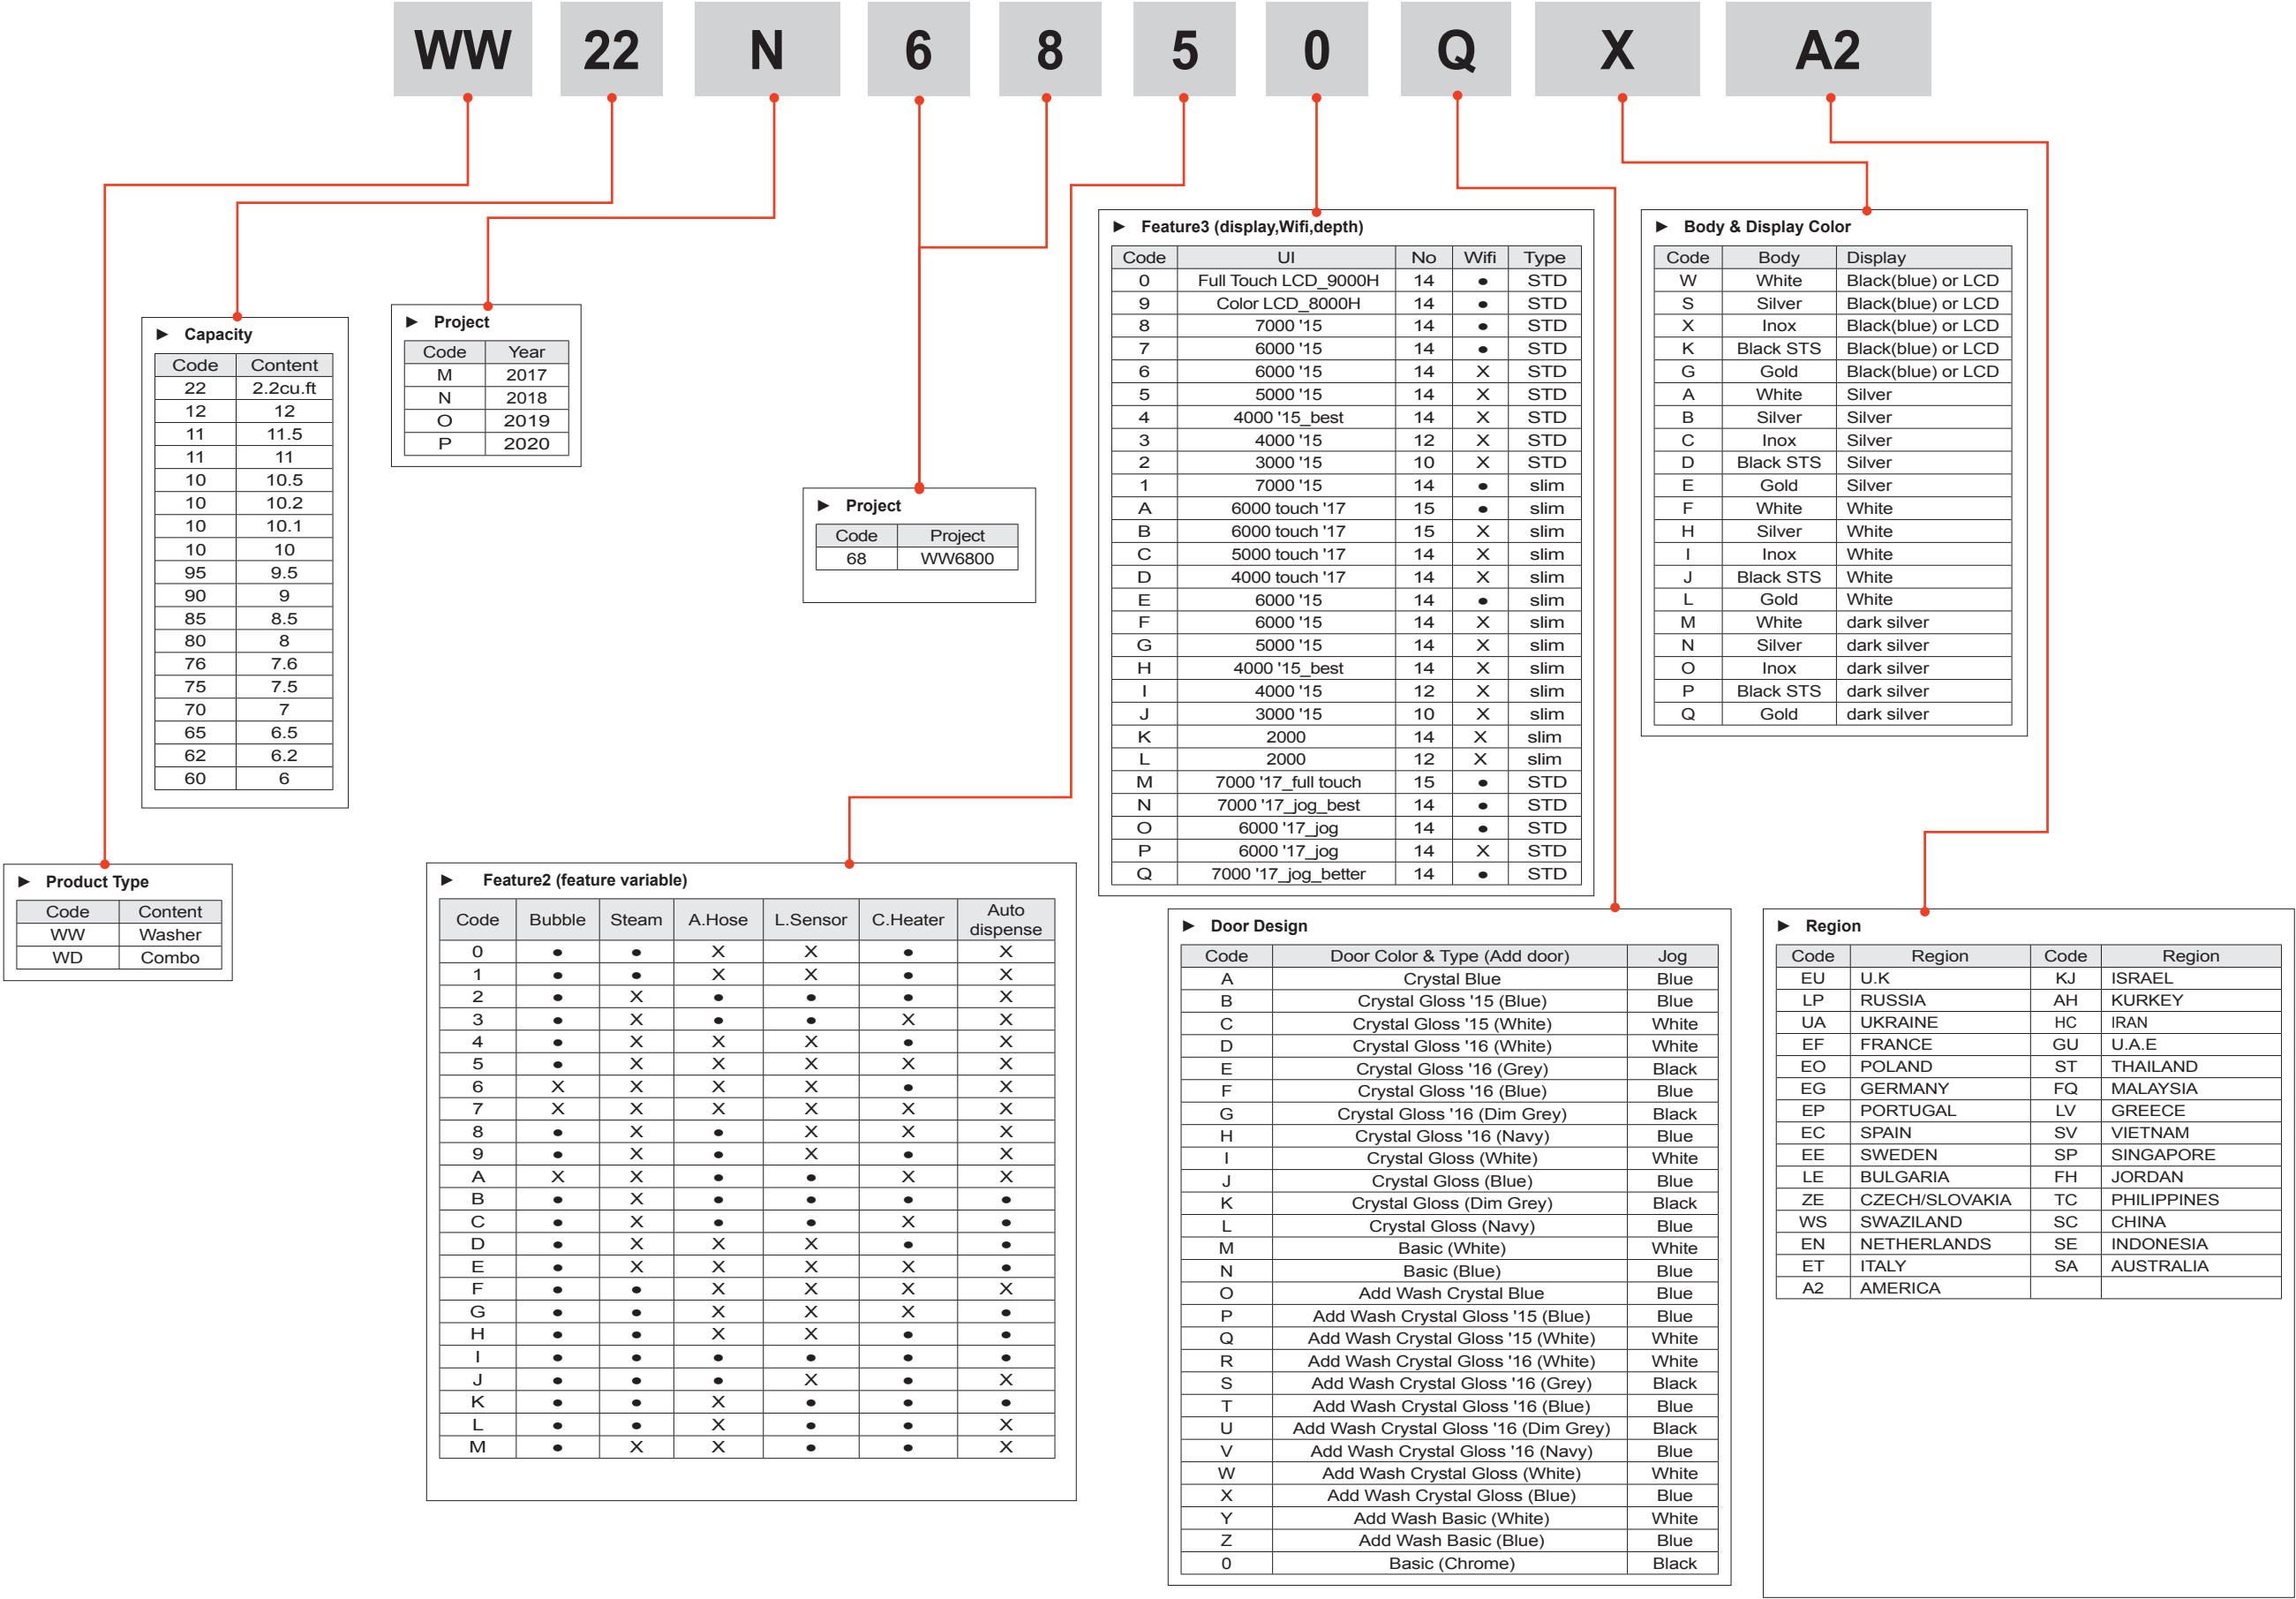 WW 22 N 6 8 5 0 Q X A2
► Product Type
Code Content
WW Washer
WD Combo
► Capacity
Code Content
22 2.2cu.ft
12 12
11 11.5
11 11
10 10.5
10 10.2
10 10.1
10 10
95 9.5
90 9
85 8.5
80 8
76 7.6
75 7.5
70 7
65 6.5
62 6.2
60 6
► Project
Code Year
M 2017
N 2018
O 2019
P 2020
► Project
Code Project
68 WW6800
► Feature2 (feature variable)
Code Bubble Steam A.Hose L.Sensor C.Heater Auto dispense
0 ● ● X X ● X
1 ● ● X X ● X
2 ● X ● ● ● X
3 ● X ● ● X X
4 ● X X X ● X
5 ● X X X X X
6 X X X X ● X
7 X X X X X X
8 ● X ● X X X
9 ● X ● X ● X
A X X ● ● X X
B ● X ● ● ● ●
C ● X ● ● X ●
D ● X X X ● ●
E ● X X X X ●
F ● ● X X X X
G ● ● X X X ●
H ● ● X X ● ●
I ● ● ● ● ● ●
J ● ● ● X ● X
K ● ● X ● ● ●
L ● ● X ● ● X
M ● X X ● ● X
► Feature3 (display,Wifi,depth)
Code UI No Wifi Type
0 Full Touch LCD_9000H 14 ● STD
9 Color LCD_8000H 14 ● STD
8 7000 '15 14 ● STD
7 6000 '15 14 ● STD
6 6000 '15 14 X STD
5 5000 '15 14 X STD
4 4000 '15_best 14 X STD
3 4000 '15 12 X STD
2 3000 '15 10 X STD
1 7000 '15 14 ● slim
A 6000 touch '17 15 ● slim
B 6000 touch '17 15 X slim
C 5000 touch '17 14 X slim
D 4000 touch '17 14 X slim
E 6000 '15 14 ● slim
F 6000 '15 14 X slim
G 5000 '15 14 X slim
H 4000 '15_best 14 X slim
I 4000 '15 12 X slim
J 3000 '15 10 X slim
K 2000 14 X slim
L 2000 12 X slim
M 7000 '17_full touch 15 ● STD
N 7000 '17_jog_best 14 ● STD
O 6000 '17_jog 14 ● STD
P 6000 '17_jog 14 X STD
Q 7000 '17_jog_better 14 ● STD
► Door Design
Code Door Color & Type (Add door) Jog
A Crystal Blue Blue
B Crystal Gloss '15 (Blue) Blue
C Crystal Gloss '15 (White) White
D Crystal Gloss '16 (White) White
E Crystal Gloss '16 (Grey) Black
F Crystal Gloss '16 (Blue) Blue
G Crystal Gloss '16 (Dim Grey) Black
H Crystal Gloss '16 (Navy) Blue
I Crystal Gloss (White) White
J Crystal Gloss (Blue) Blue
K Crystal Gloss (Dim Grey) Black
L Crystal Gloss (Navy) Blue
M Basic (White) White
N Basic (Blue) Blue
O Add Wash Crystal Blue Blue
P Add Wash Crystal Gloss '15 (Blue) Blue
Q Add Wash Crystal Gloss '15 (White) White
R Add Wash Crystal Gloss '16 (White) White
S Add Wash Crystal Gloss '16 (Grey) Black
T Add Wash Crystal Gloss '16 (Blue) Blue
U Add Wash Crystal Gloss '16 (Dim Grey) Black
V Add Wash Crystal Gloss '16 (Navy) Blue
W Add Wash Crystal Gloss (White) White
X Add Wash Crystal Gloss (Blue) Blue
Y Add Wash Basic (White) White
Z Add Wash Basic (Blue) Blue
0 Basic (Chrome) Black
► Body & Display Color
Code Body Display
W White Black(blue) or LCD
S Silver Black(blue) or LCD
X Inox Black(blue) or LCD
K Black STS Black(blue) or LCD
G Gold Black(blue) or LCD
A White Silver
B Silver Silver
C Inox Silver
D Black STS Silver
E Gold Silver
F White White
H Silver White
I Inox White
J Black STS White
L Gold White
M White dark silver
N Silver dark silver
O Inox dark silver
P Black STS dark silver
Q Gold dark silver
► Region
Code Region Code Region
EU U.K KJ ISRAEL
LP RUSSIA AH KURKEY
UA UKRAINE HC IRAN
EF FRANCE GU U.A.E
EO POLAND ST THAILAND
EG GERMANY FQ MALAYSIA
EP PORTUGAL LV GREECE
EC SPAIN SV VIETNAM
EE SWEDEN SP SINGAPORE
LE BULGARIA FH JORDAN
ZE CZECH/SLOVAKIA TC PHILIPPINES
WS SWAZILAND SC CHINA
EN NETHERLANDS SE INDONESIA
ET ITALY SA AUSTRALIA
A2 AMERICA